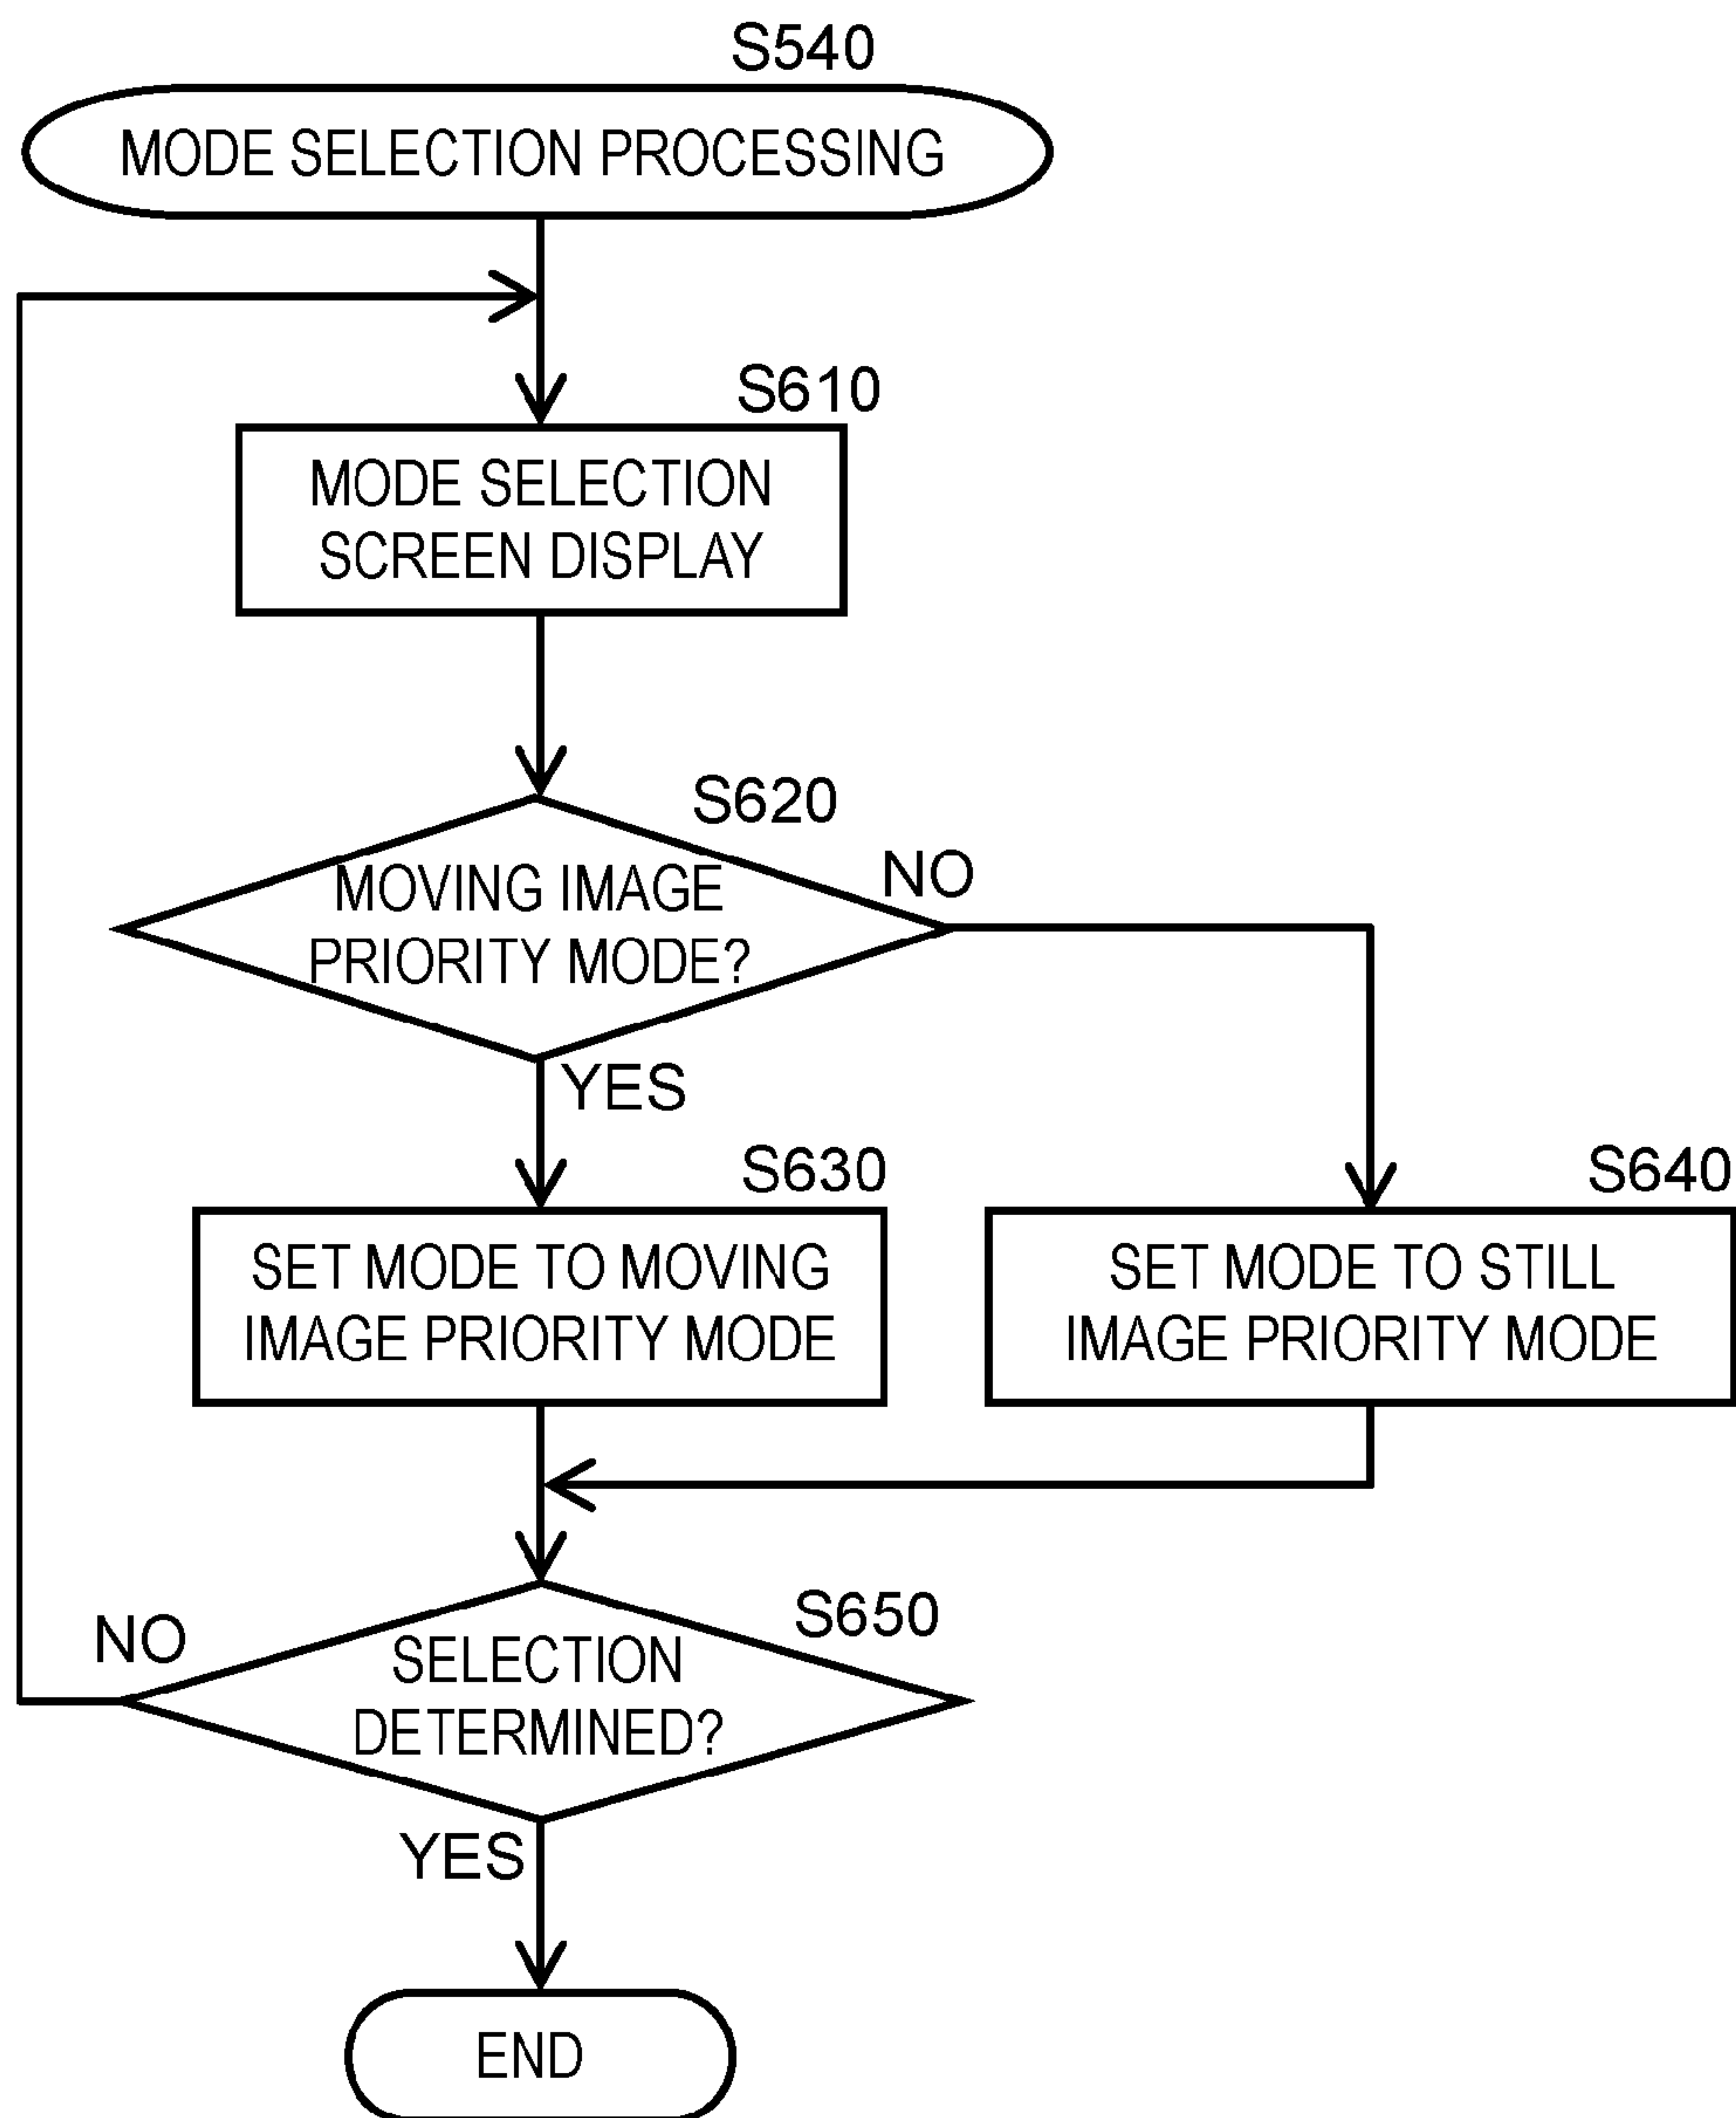 S540
MODE SELECTION PROCESSING
S610
MODE SELECTION
SCREEN DISPLAY
S620
MOVING IMAGE
PRIORITY MODE?
NO
YES
S630
SET MODE TO MOVING
IMAGE PRIORITY MODE
S640
SET MODE TO STILL
IMAGE PRIORITY MODE
S650
SELECTION
DETERMINED?
NO
YES
END